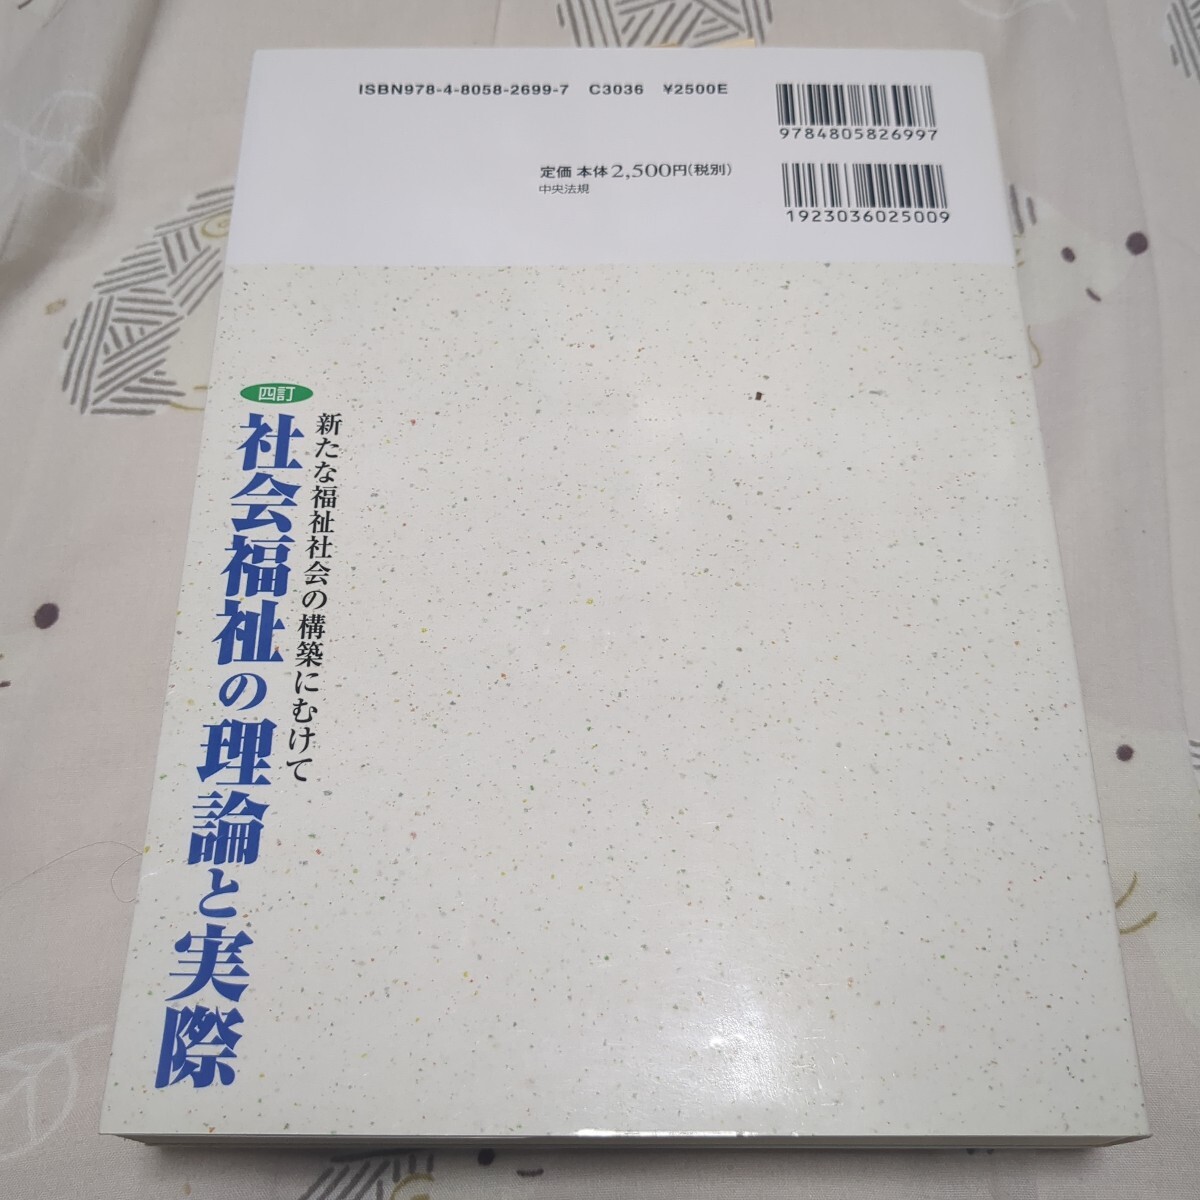 ISBN978-4-8058-2699-7 C3036 ¥2500E
9784805826997
定価 本体2,500円(税別)
中央法規
1923036025009
四訂
社会福祉の理論と実際
新たな福祉社会の構築にむけて